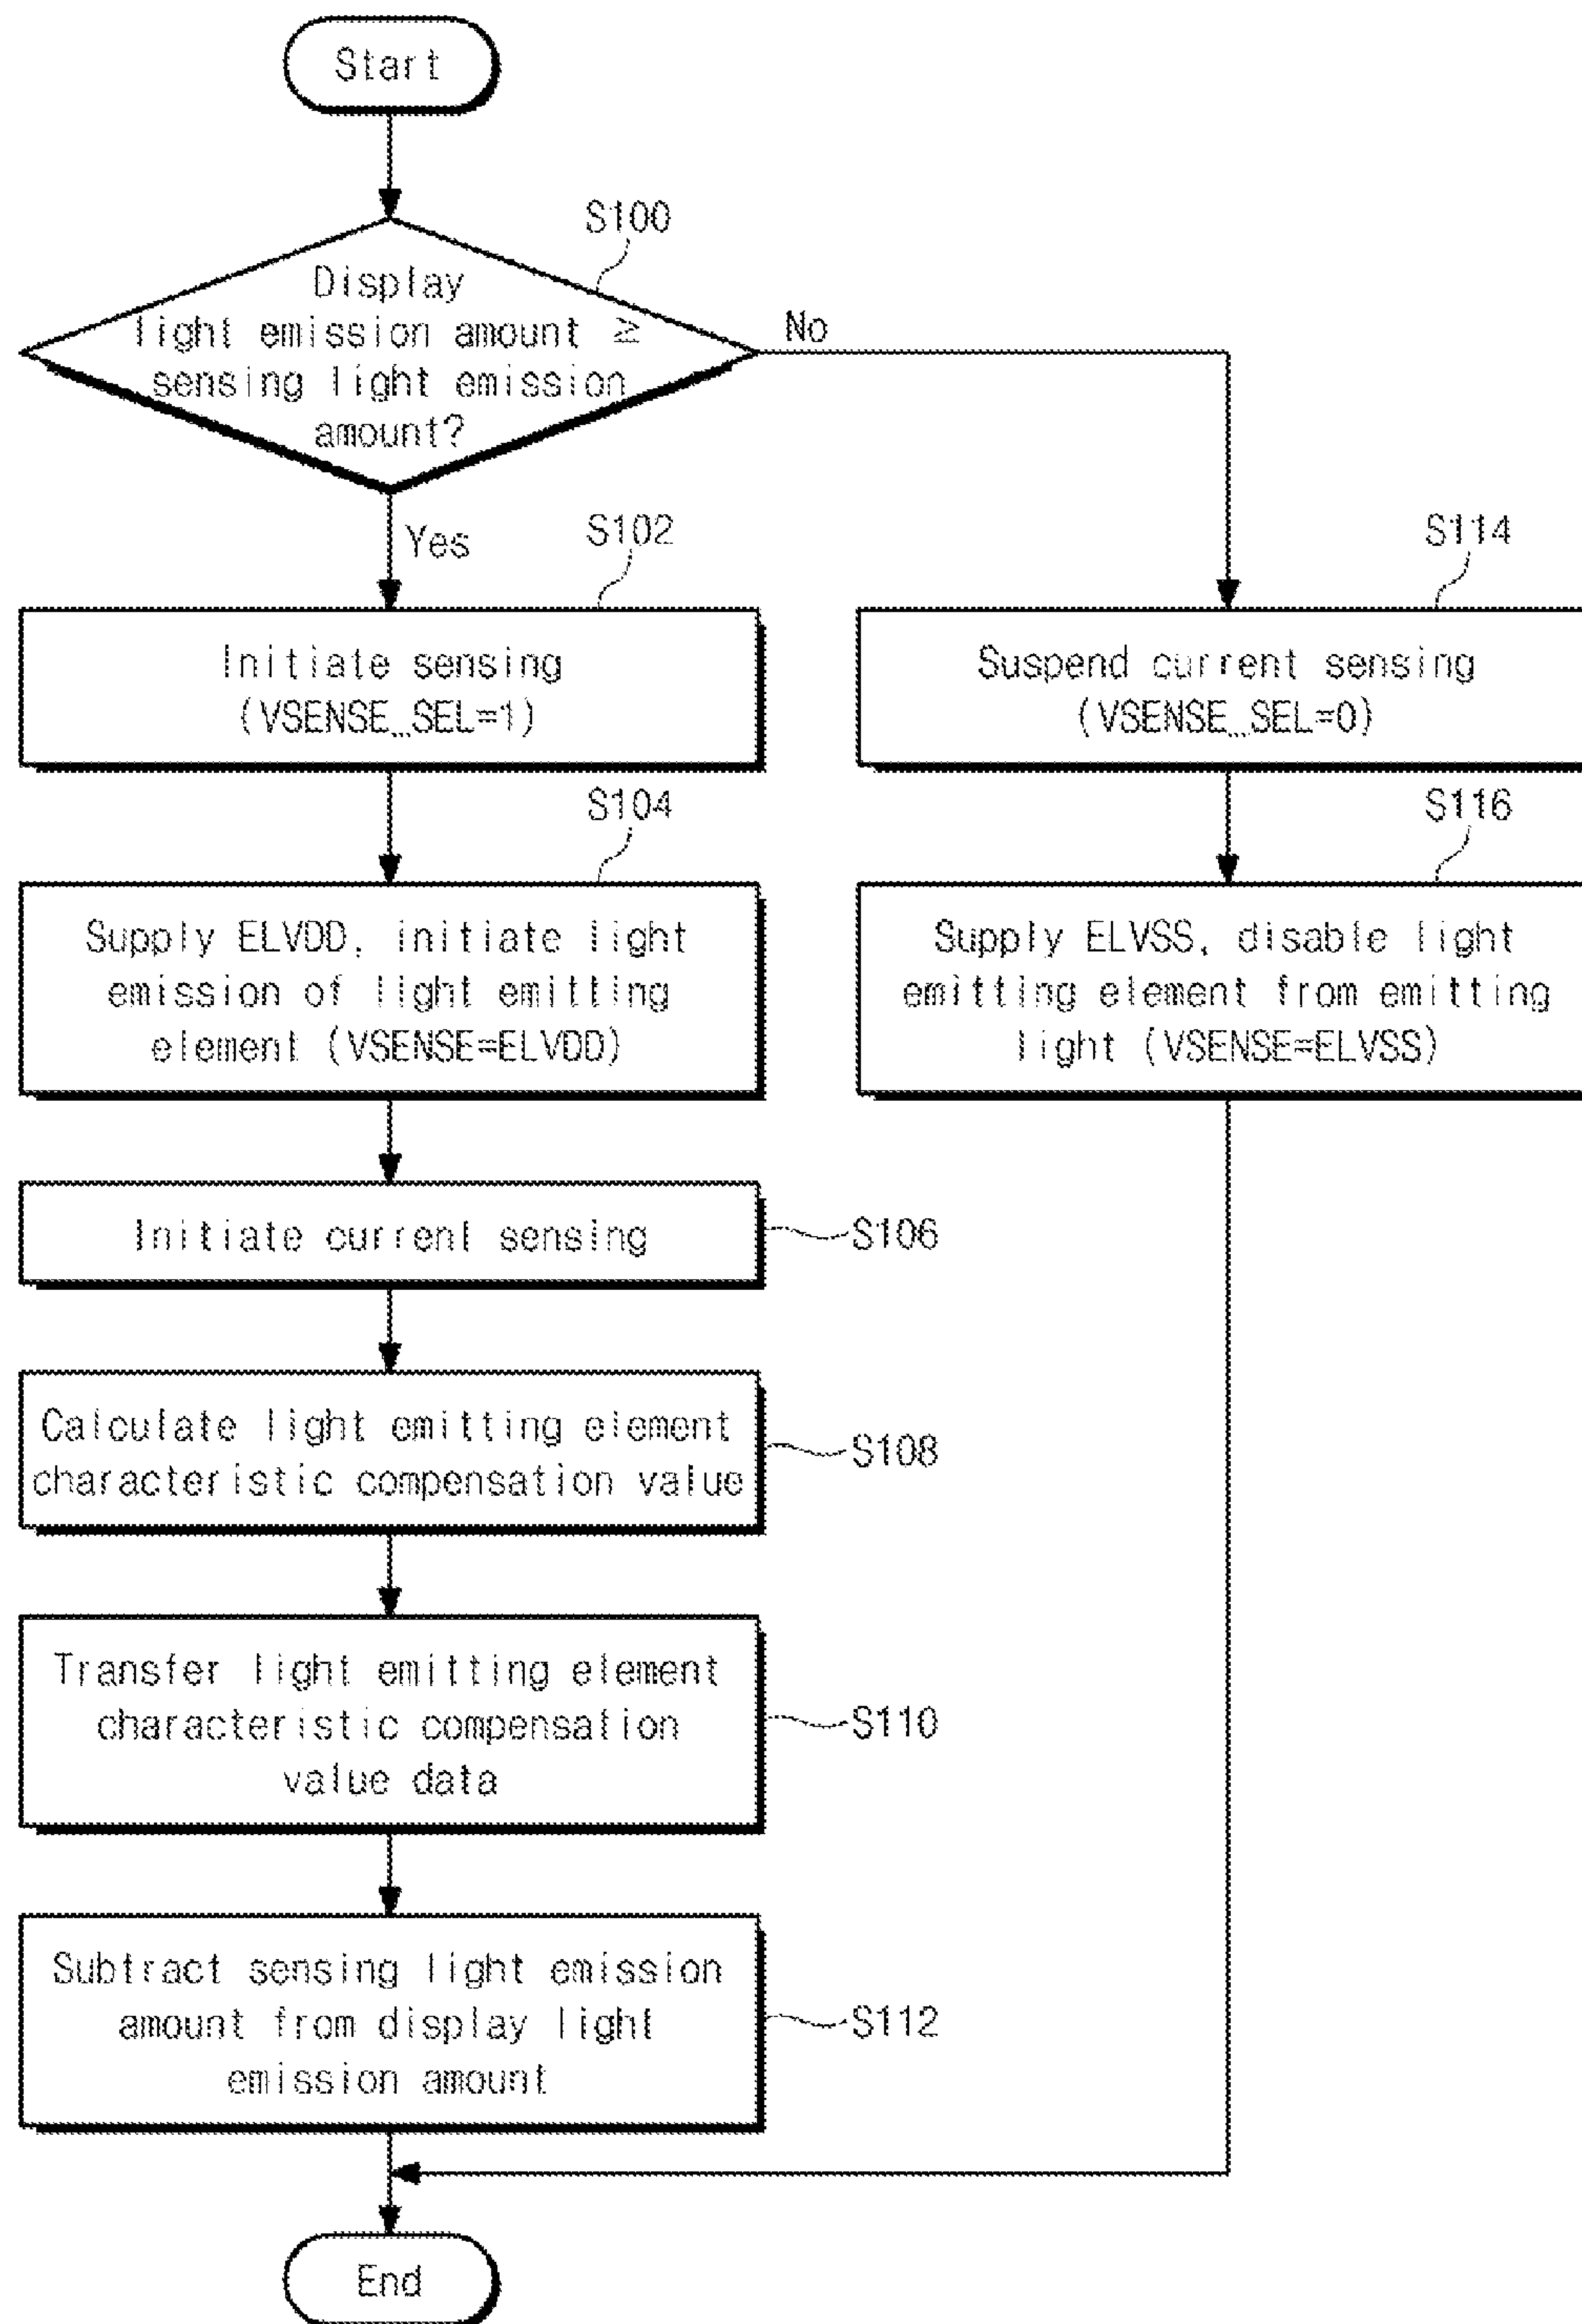 Start
S100
Display
light emission amount ≥
sensing light emission
amount?
No
Yes
S102
Initiate sensing
(VSENSE_SEL=1)
S114
Suspend current sensing
(VSENSE_SEL=0)
S104
Supply ELVDD, initiate light
emission of light emitting
element (VSENSE=ELVDD)
S116
Supply ELVSS, disable light
emitting element from emitting
light (VSENSE=ELVSS)
Initiate current sensing
S106
Calculate light emitting element
characteristic compensation value
S108
Transfer light emitting element
characteristic compensation
value data
S110
Subtract sensing light emission
amount from display light
emission amount
S112
End